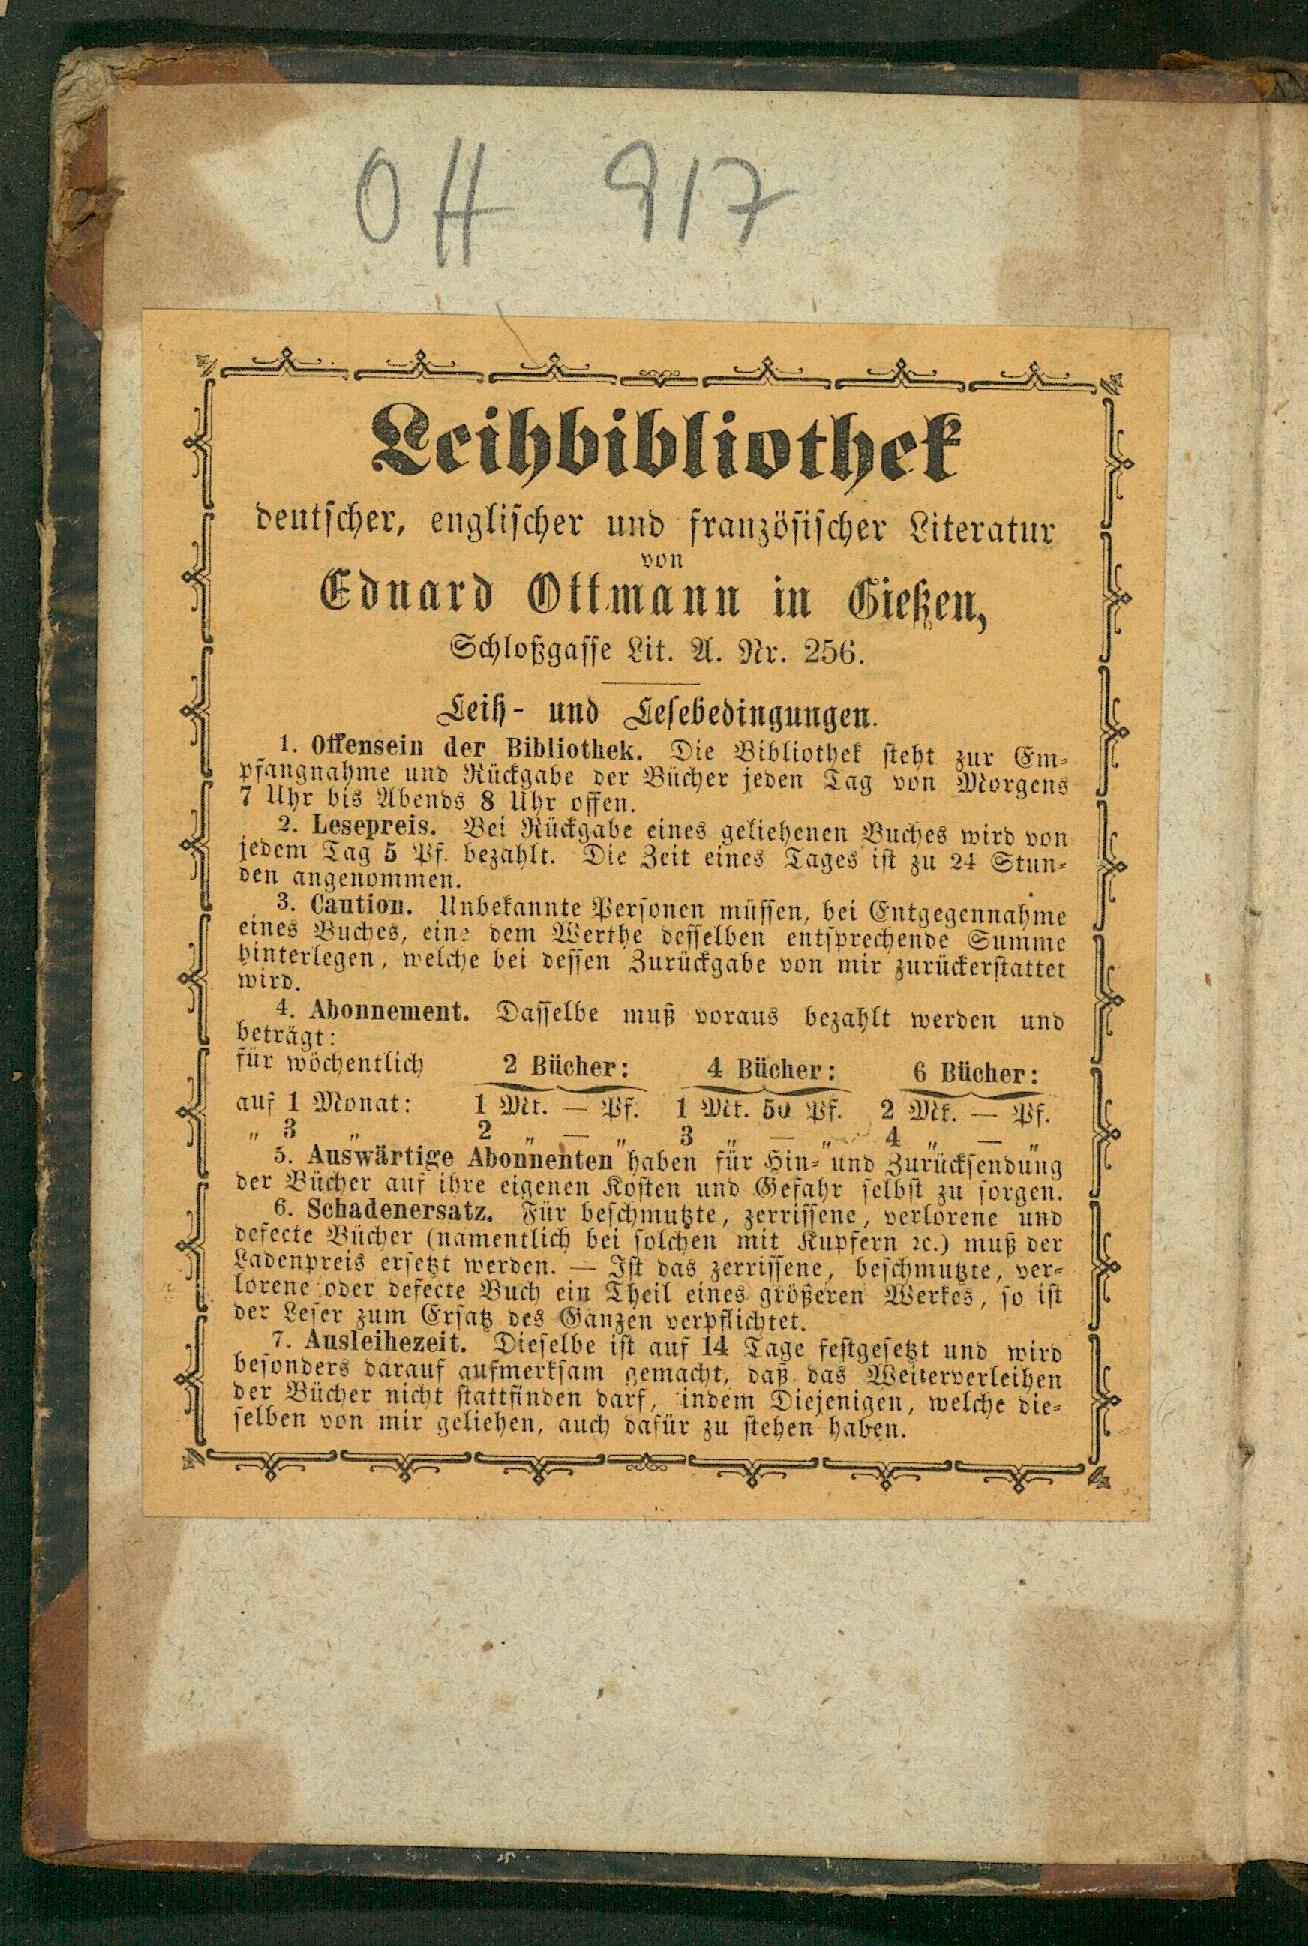 OH 917
Leihbibliothek
deutscher, englischer und französischer Literatur
von
Eduard Ottmann in Gießen,
Schloßgasse Lit. A. Nr. 256.
Leih- und Lesebedingungen.
1. Offensein der Bibliothek. Die Bibliothek steht zur Em-
pfangnahme und Rückgabe der Bücher jeden Tag von Morgens
7 Uhr bis Abends 8 Uhr offen.
2. Lesepreis. Bei Rückgabe eines geliehenen Buches wird von
jedem Tag 5 Pf. bezahlt. Die Zeit eines Tages ist zu 24 Stun-
den angenommen.
3. Caution. Unbekannte Personen müssen, bei Entgegennahme
eines Buches, eine dem Werthe desselben entsprechende Summe
hinterlegen, welche bei dessen Zurückgabe von mir zurückerstattet
wird.
4. Abonnement. Dasselbe muß voraus bezahlt werden und
beträgt:
für wöchentlich 2 Bücher: 4 Bücher: 6 Bücher:
auf 1 Monat: 1 Mk. — Pf. 1 Mk. 50 Pf. 2 Mk. — Pf.
„ 3 „ 2 „ — „ 3 „ — „ 4 „ — „
5. Auswärtige Abonnenten haben für Hin- und Zurücksendung
der Bücher auf ihre eigenen Kosten und Gefahr selbst zu sorgen.
6. Schadenersatz. Für beschmutzte, zerrissene, verlorene und
defecte Bücher (namentlich bei solchen mit Kupfern ꝛc.) muß der
Ladenpreis ersetzt werden. — Ist das zerrissene, beschmutzte, ver-
lorene oder defecte Buch ein Theil eines größeren Werkes, so ist
der Leser zum Ersatz des Ganzen verpflichtet.
7. Ausleihezeit. Dieselbe ist auf 14 Tage festgesetzt und wird
besonders darauf aufmerksam gemacht, daß das Weiterverleihen
der Bücher nicht stattfinden darf, indem Diejenigen, welche die-
selben von mir geliehen, auch dafür zu stehen haben.